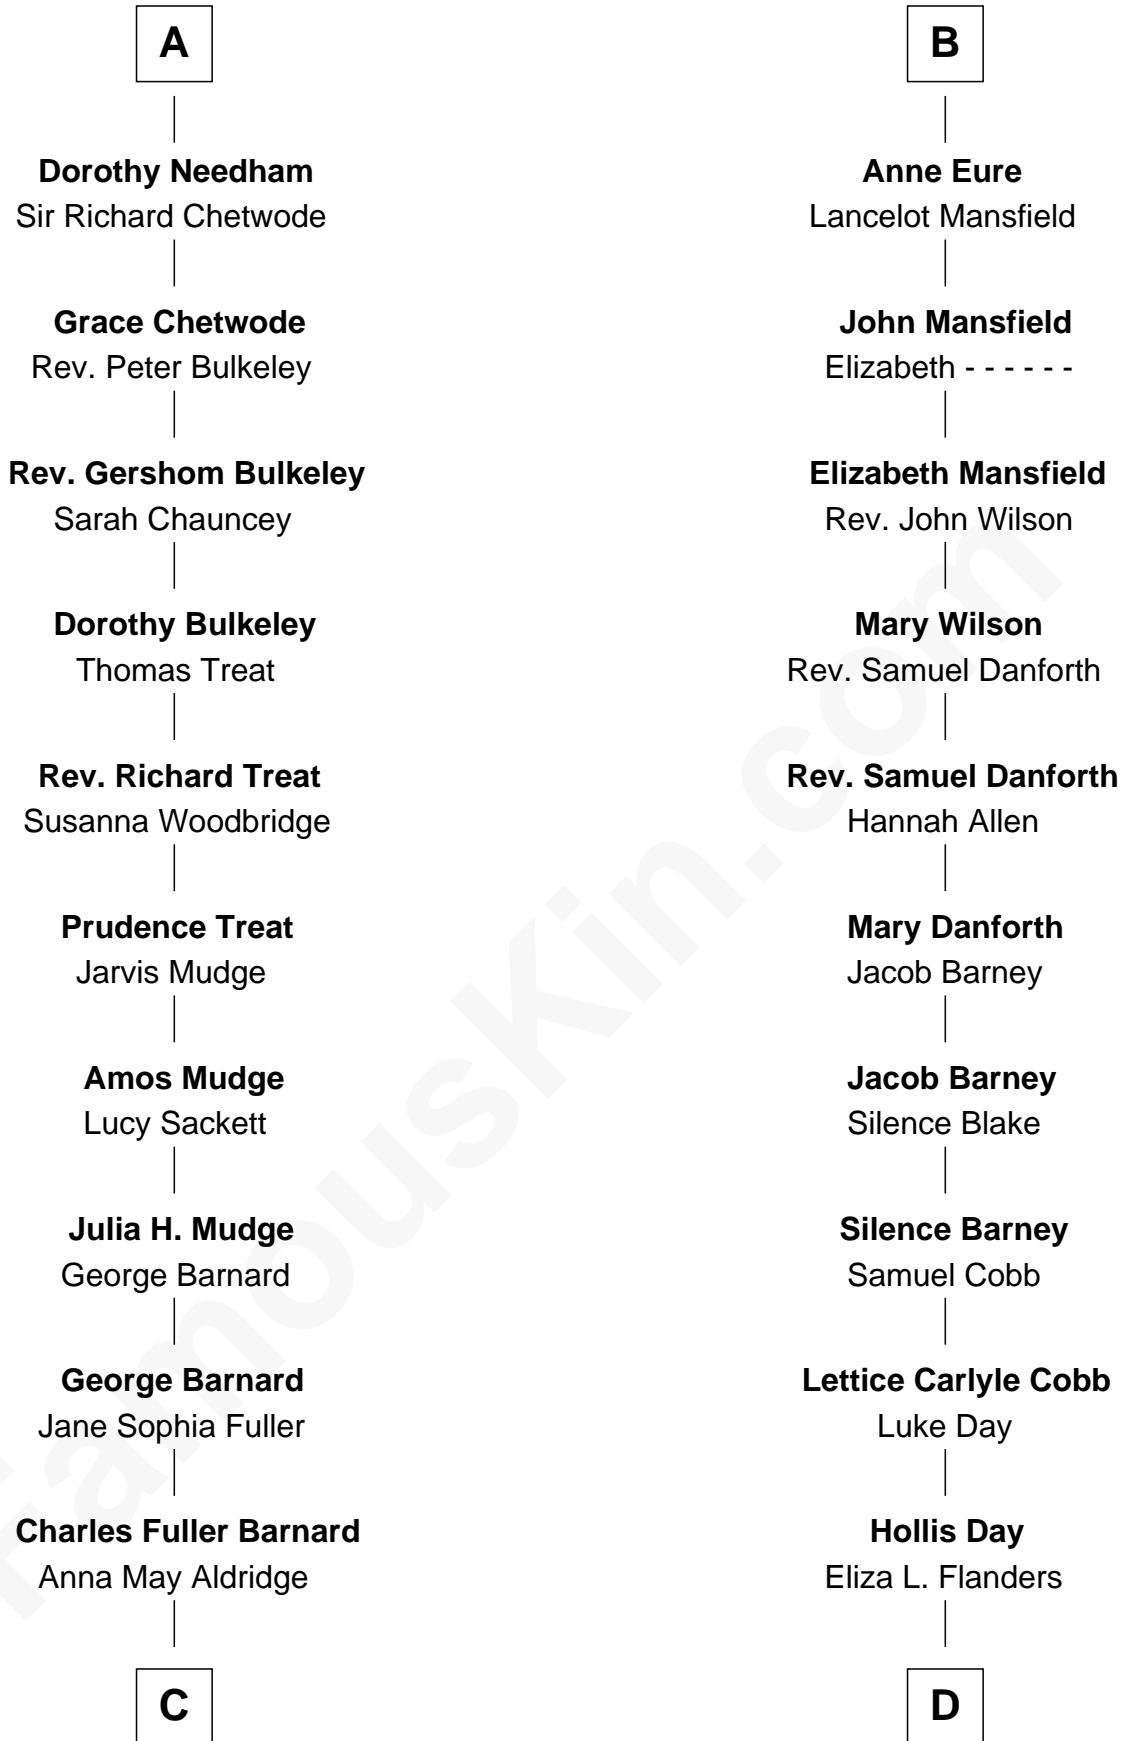 A
Dorothy Needham
Sir Richard Chetwode
Grace Chetwode
Rev. Peter Bulkeley
Rev. Gershom Bulkeley
Sarah Chauncey
Dorothy Bulkeley
Thomas Treat
Rev. Richard Treat
Susanna Woodbridge
Prudence Treat
Jarvis Mudge
Amos Mudge
Lucy Sackett
Julia H. Mudge
George Barnard
George Barnard
Jane Sophia Fuller
Charles Fuller Barnard
Anna May Aldridge
C
B
Anne Eure
Lancelot Mansfield
John Mansfield
Elizabeth - - - - - -
Elizabeth Mansfield
Rev. John Wilson
Mary Wilson
Rev. Samuel Danforth
Rev. Samuel Danforth
Hannah Allen
Mary Danforth
Jacob Barney
Jacob Barney
Silence Blake
Silence Barney
Samuel Cobb
Lettice Carlyle Cobb
Luke Day
Hollis Day
Eliza L. Flanders
D
FamousKin.com